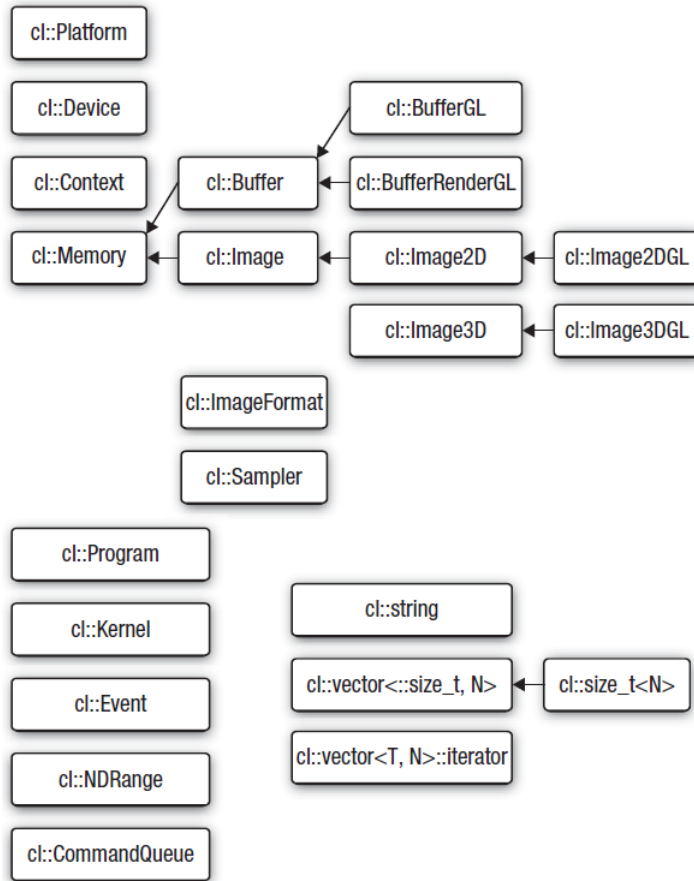 cl::Platform
cl::Device
cl::BufferGL
cl::Context
cl::Buffer
cl::BufferRenderGL
cl::Memory
cl::Image
cl::Image2D
cl::Image2DGL
cl::Image3D
cl::Image3DGL
cl::ImageFormat
cl::Sampler
cl::Program
cl::string
cl::Kernel
cl::vector<::size_t, N>
cl::size_t<N>
cl::Event
cl::vector<T, N>::iterator
cl::NDRange
cl::CommandQueue